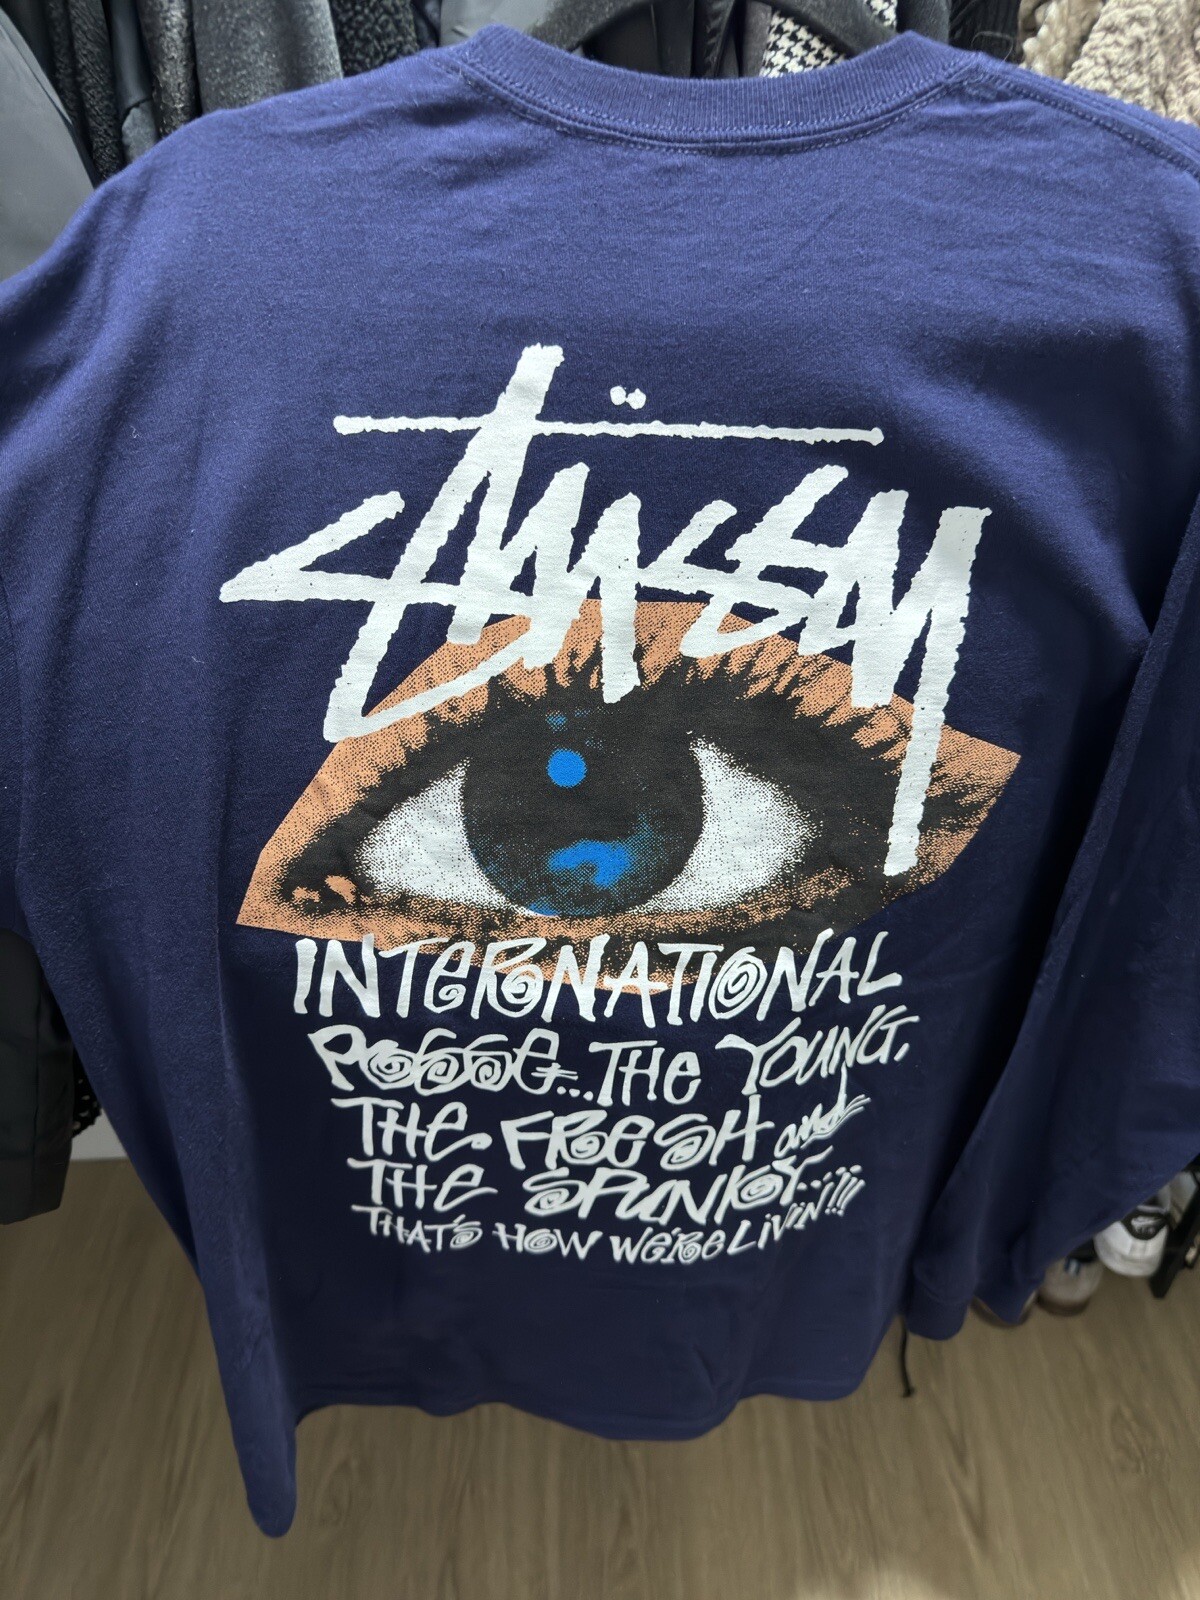 Stüssy
INTERNATIONAL
POSSE...THE YOUNG,
THE FRESH and
THE SPUNKY....
THAT'S HOW WE'RE LIVIN!!!